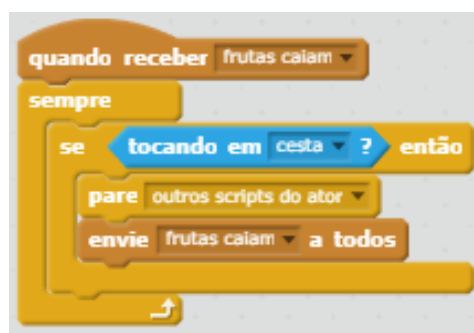 quando receber frutas caiam
sempre
se tocando em cesta ? então
pare outros scripts do ator
envie frutas caiam a todos